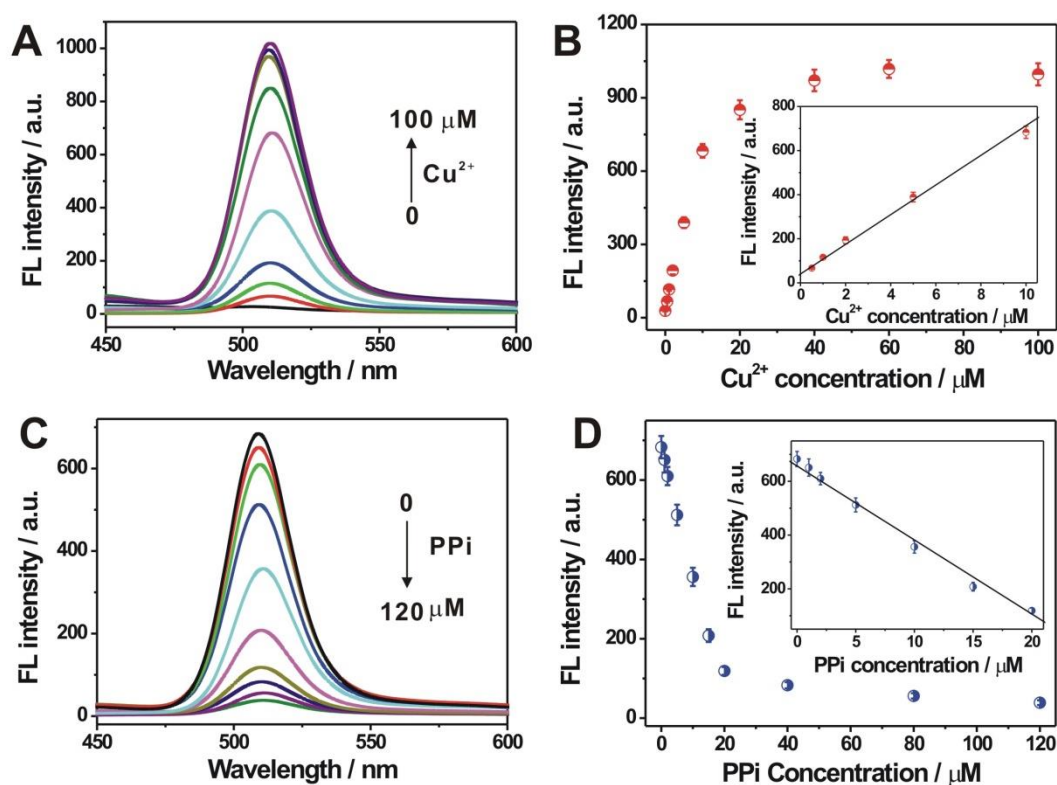 A
FL intensity / a.u.
1000
800
600
400
200
0
100 μM
Cu²⁺
0
450 500 550 600
Wavelength / nm
B
FL intensity / a.u.
1200
900
600
300
0
0 20 40 60 80 100
Cu²⁺ concentration / μM
FL intensity / a.u.
800
600
400
200
0
0 2 4 6 8 10
Cu²⁺ concentration / μM
C
FL intensity / a.u.
600
400
200
0
0
PPi
120 μM
450 500 550 600
Wavelength / nm
D
FL intensity / a.u.
600
400
200
0
0 20 40 60 80 100 120
PPi Concentration / μM
FL intensity / a.u.
600
400
200
0 5 10 15 20
PPi concentration / μM